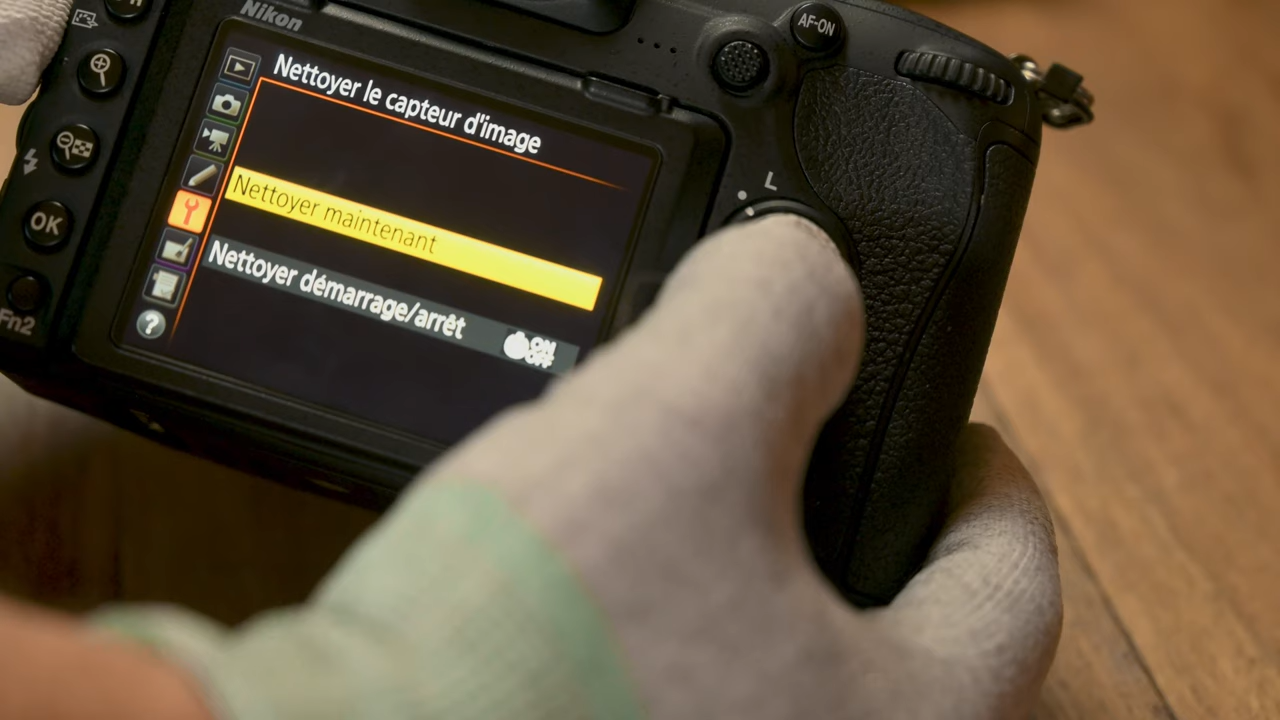 Nikon
AF-ON
Nettoyer le capteur d'image
Nettoyer maintenant
L
OK
Nettoyer démarrage/arrêt
ON
OFF
?
Fn2